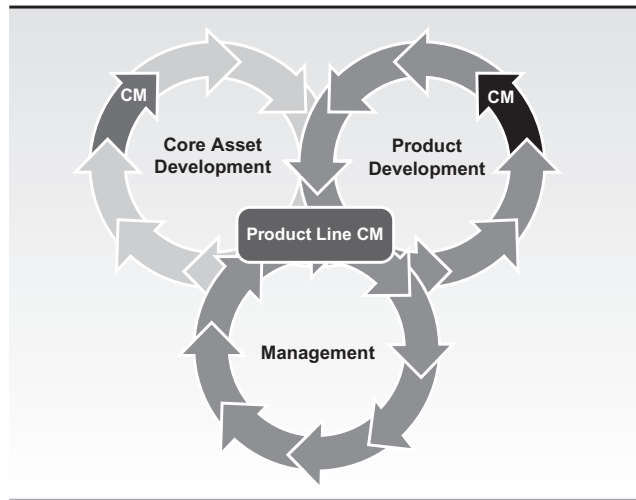 CM
CM
Core Asset
Development
Product
Development
Product Line CM
Management